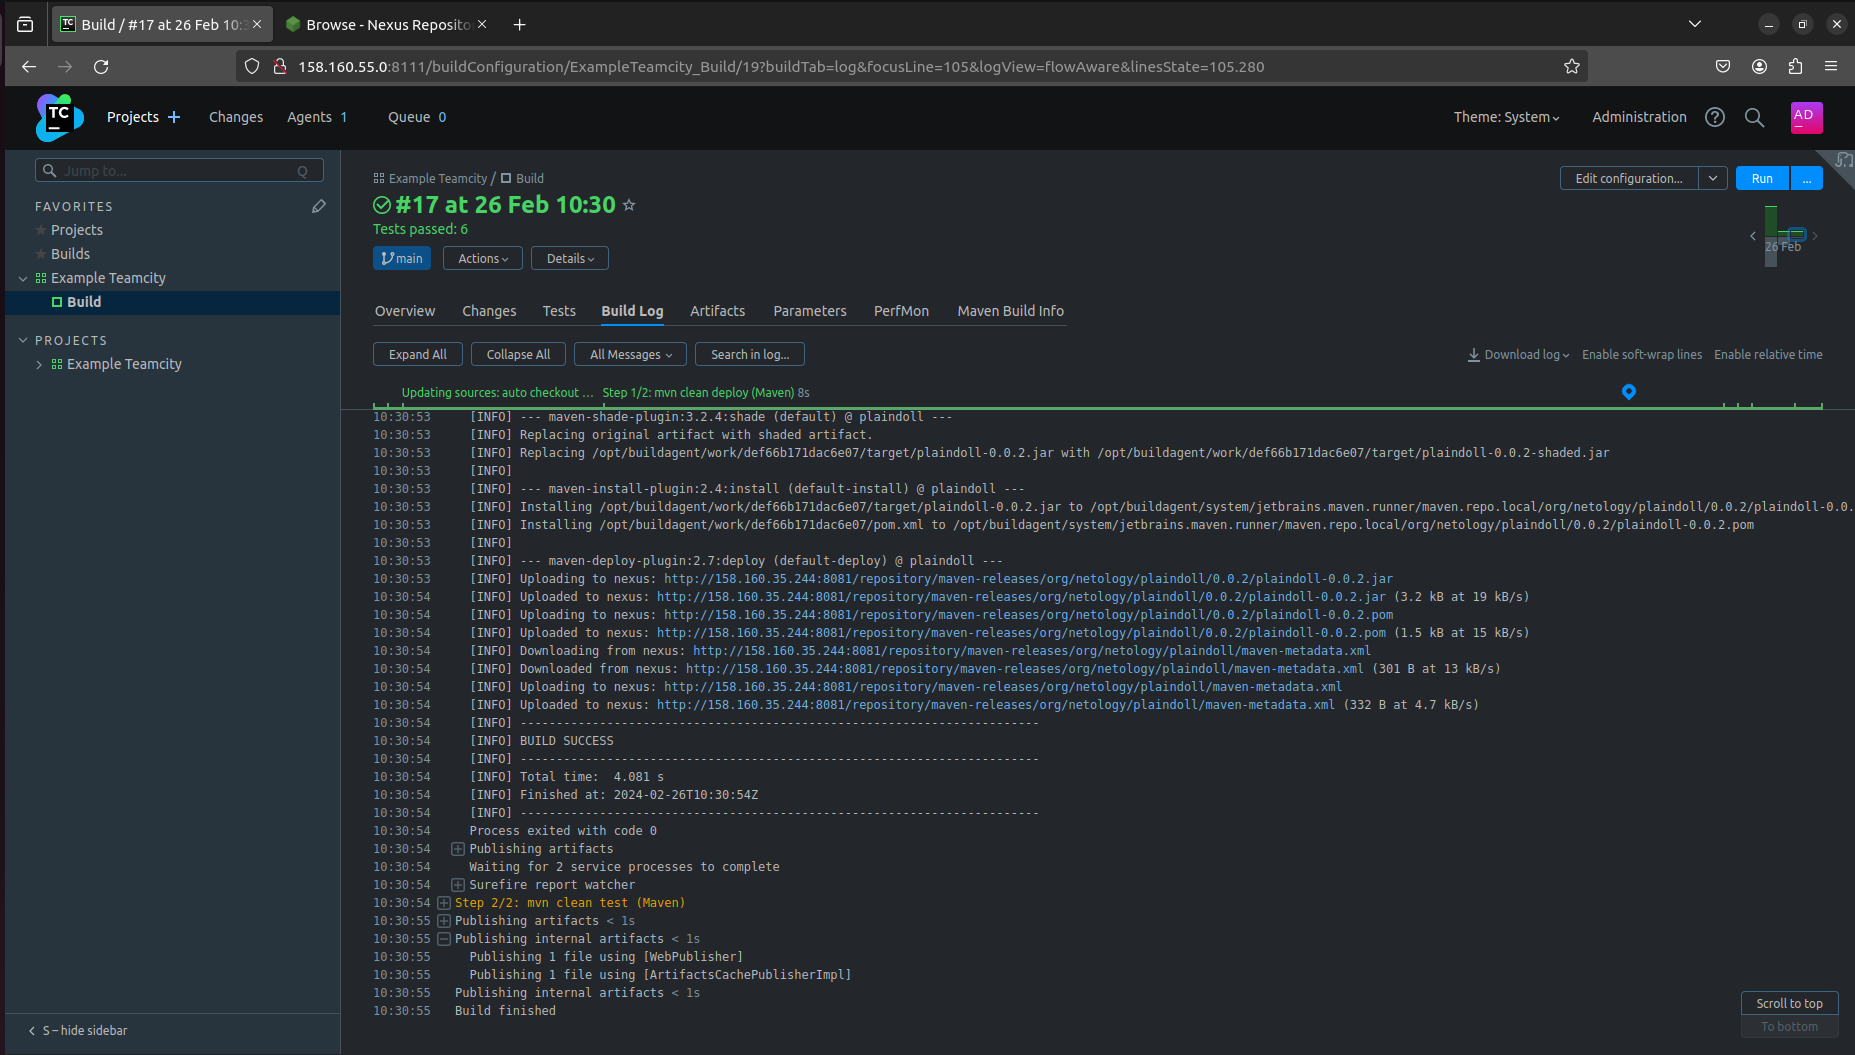 Build / #17 at 26 Feb 10:3
Browse - Nexus Reposito
158.160.55.0:8111/buildConfiguration/ExampleTeamcity_Build/19?buildTab=log&focusLine=105&logView=flowAware&linesState=105.280
TC
Projects
Changes
Agents 1
Queue 0
Theme: System
Administration
AD
Jump to...
Q
FAVORITES
Projects
Builds
Example Teamcity
Build
PROJECTS
Example Teamcity
S – hide sidebar
Example Teamcity / Build
#17 at 26 Feb 10:30
Tests passed: 6
main
Actions
Details
Edit configuration...
Run
...
26 Feb
Overview
Changes
Tests
Build Log
Artifacts
Parameters
PerfMon
Maven Build Info
Expand All
Collapse All
All Messages
Search in log...
Download log
Enable soft-wrap lines
Enable relative time
Updating sources: auto checkout ...
Step 1/2: mvn clean deploy (Maven) 8s
10:30:53 [INFO] --- maven-shade-plugin:3.2.4:shade (default) @ plaindoll ---
10:30:53 [INFO] Replacing original artifact with shaded artifact.
10:30:53 [INFO] Replacing /opt/buildagent/work/def66b171dac6e07/target/plaindoll-0.0.2.jar with /opt/buildagent/work/def66b171dac6e07/target/plaindoll-0.0.2-shaded.jar
10:30:53 [INFO]
10:30:53 [INFO] --- maven-install-plugin:2.4:install (default-install) @ plaindoll ---
10:30:53 [INFO] Installing /opt/buildagent/work/def66b171dac6e07/target/plaindoll-0.0.2.jar to /opt/buildagent/system/jetbrains.maven.runner/maven.repo.local/org/netology/plaindoll/0.0.2/plaindoll-0.0.
10:30:53 [INFO] Installing /opt/buildagent/work/def66b171dac6e07/pom.xml to /opt/buildagent/system/jetbrains.maven.runner/maven.repo.local/org/netology/plaindoll/0.0.2/plaindoll-0.0.2.pom
10:30:53 [INFO]
10:30:53 [INFO] --- maven-deploy-plugin:2.7:deploy (default-deploy) @ plaindoll ---
10:30:53 [INFO] Uploading to nexus: http://158.160.35.244:8081/repository/maven-releases/org/netology/plaindoll/0.0.2/plaindoll-0.0.2.jar
10:30:54 [INFO] Uploaded to nexus: http://158.160.35.244:8081/repository/maven-releases/org/netology/plaindoll/0.0.2/plaindoll-0.0.2.jar (3.2 kB at 19 kB/s)
10:30:54 [INFO] Uploading to nexus: http://158.160.35.244:8081/repository/maven-releases/org/netology/plaindoll/0.0.2/plaindoll-0.0.2.pom
10:30:54 [INFO] Uploaded to nexus: http://158.160.35.244:8081/repository/maven-releases/org/netology/plaindoll/0.0.2/plaindoll-0.0.2.pom (1.5 kB at 15 kB/s)
10:30:54 [INFO] Downloading from nexus: http://158.160.35.244:8081/repository/maven-releases/org/netology/plaindoll/maven-metadata.xml
10:30:54 [INFO] Downloaded from nexus: http://158.160.35.244:8081/repository/maven-releases/org/netology/plaindoll/maven-metadata.xml (301 B at 13 kB/s)
10:30:54 [INFO] Uploading to nexus: http://158.160.35.244:8081/repository/maven-releases/org/netology/plaindoll/maven-metadata.xml
10:30:54 [INFO] Uploaded to nexus: http://158.160.35.244:8081/repository/maven-releases/org/netology/plaindoll/maven-metadata.xml (332 B at 4.7 kB/s)
10:30:54 [INFO] ------------------------------------------------------------------------
10:30:54 [INFO] BUILD SUCCESS
10:30:54 [INFO] ------------------------------------------------------------------------
10:30:54 [INFO] Total time:  4.081 s
10:30:54 [INFO] Finished at: 2024-02-26T10:30:54Z
10:30:54 [INFO] ------------------------------------------------------------------------
10:30:54 Process exited with code 0
10:30:54 Publishing artifacts
10:30:54 Waiting for 2 service processes to complete
10:30:54 Surefire report watcher
10:30:54 Step 2/2: mvn clean test (Maven)
10:30:55 Publishing artifacts < 1s
10:30:55 Publishing internal artifacts < 1s
10:30:55 Publishing 1 file using [WebPublisher]
10:30:55 Publishing 1 file using [ArtifactsCachePublisherImpl]
10:30:55 Publishing internal artifacts < 1s
10:30:55 Build finished
Scroll to top
To bottom